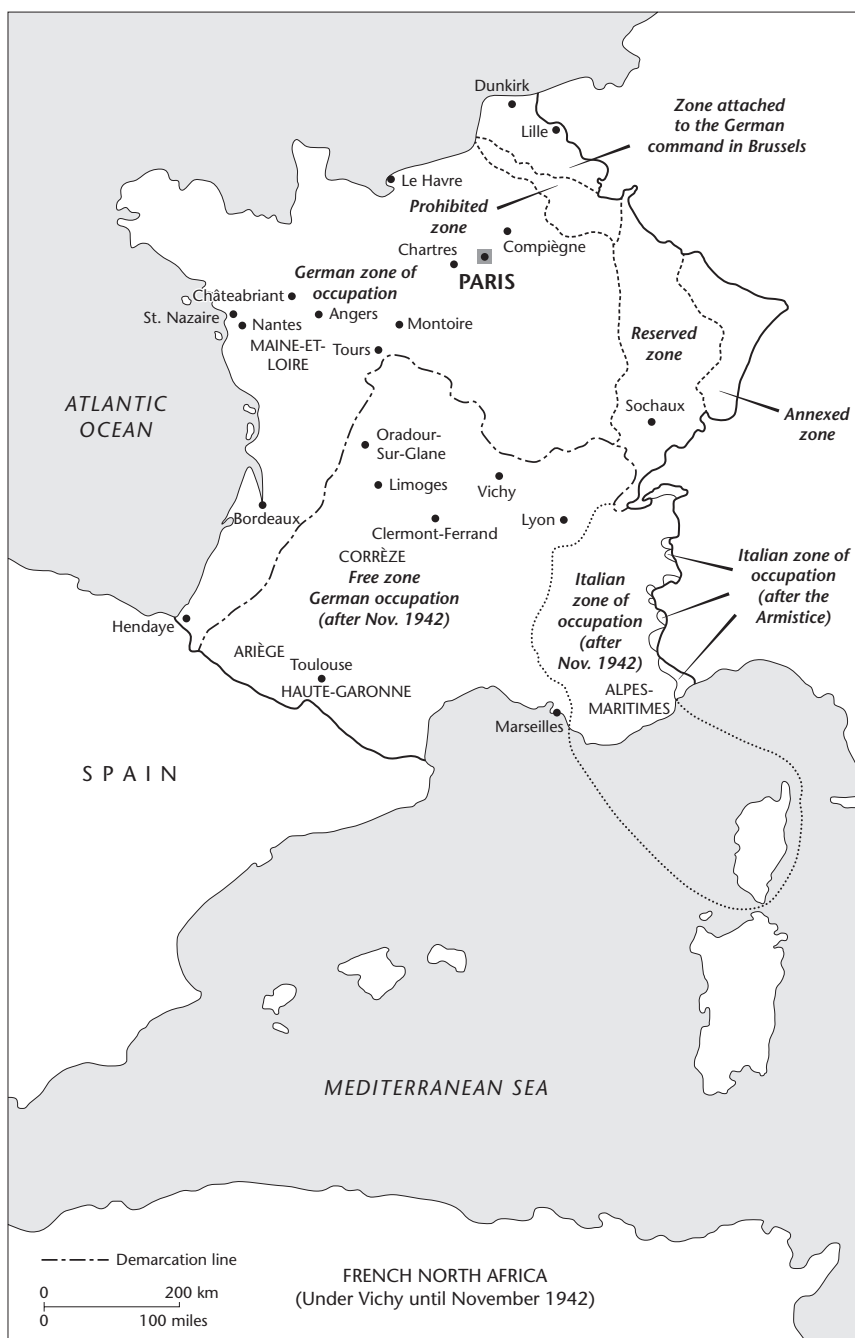 Dunkirk
Lille
Zone attached
to the German
command in Brussels
Le Havre
Prohibited
zone
Compiègne
Chartres
PARIS
German zone of
occupation
Châteabriant
St. Nazaire
Nantes
Angers
Montoire
MAINE-ET-
LOIRE
Tours
Reserved
zone
Sochaux
Annexed
zone
ATLANTIC
OCEAN
Oradour-
Sur-Glane
Limoges
Vichy
Bordeaux
Clermont-Ferrand
Lyon
CORRÈZE
Free zone
German occupation
(after Nov. 1942)
Italian
zone of
occupation
(after
Nov. 1942)
Italian zone of
occupation
(after the
Armistice)
Hendaye
ARIÈGE
Toulouse
HAUTE-GARONNE
ALPES-
MARITIMES
Marseilles
SPAIN
MEDITERRANEAN SEA
Demarcation line
0 200 km
0 100 miles
FRENCH NORTH AFRICA
(Under Vichy until November 1942)